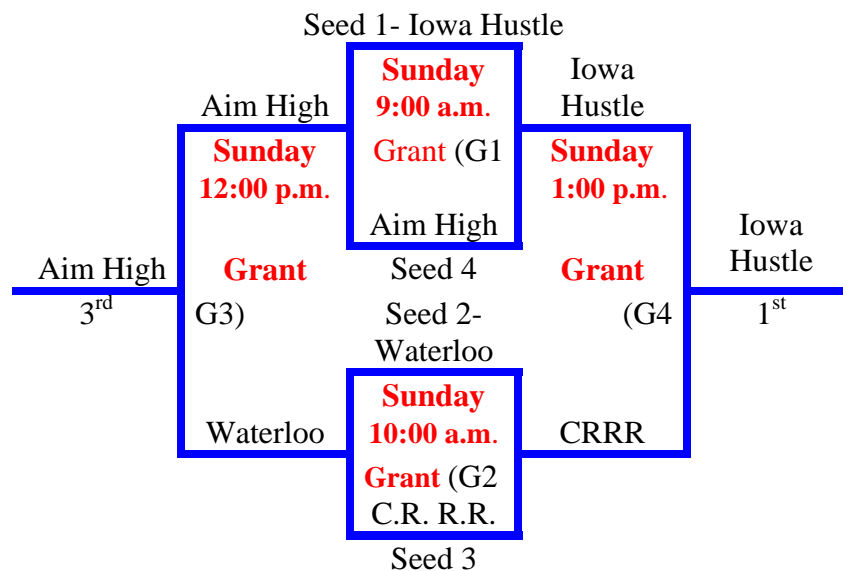 Seed 1- Iowa Hustle
Sunday
9:00 a.m.
Grant (G1
Aim High
Seed 4
Aim High
Iowa
Hustle
Sunday
12:00 p.m.
Grant
G3)
Sunday
1:00 p.m.
Grant
(G4
Aim High
3rd
Iowa
Hustle
1st
Seed 2-
Waterloo
Sunday
10:00 a.m.
Grant (G2
C.R. R.R.
Seed 3
Waterloo
CRRR